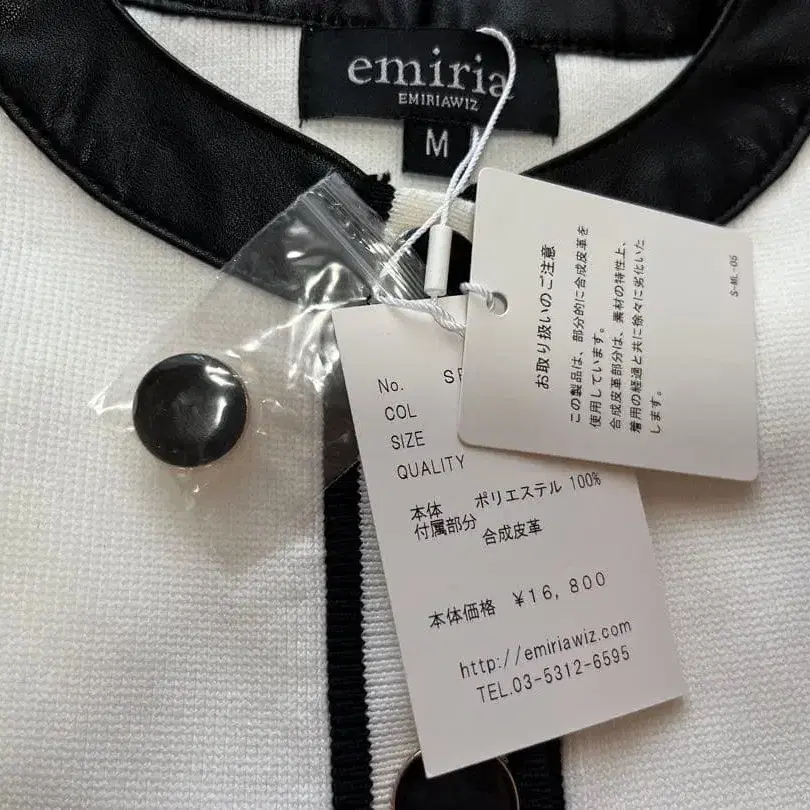 emiria
EMIRIAWIZ
M
お取り扱いのご注意
この製品は、部分的に合成皮革を
使用しています。
合成皮革部分は、素材の特性上、
着用の経過と共に徐々に劣化いた
します。
S-ML-05
No.
COL
SIZE
QUALITY
本体 ポリエステル 100%
付属部分 合成皮革
本体価格 ¥16,800
http://emiriawiz.com
TEL.03-5312-6595